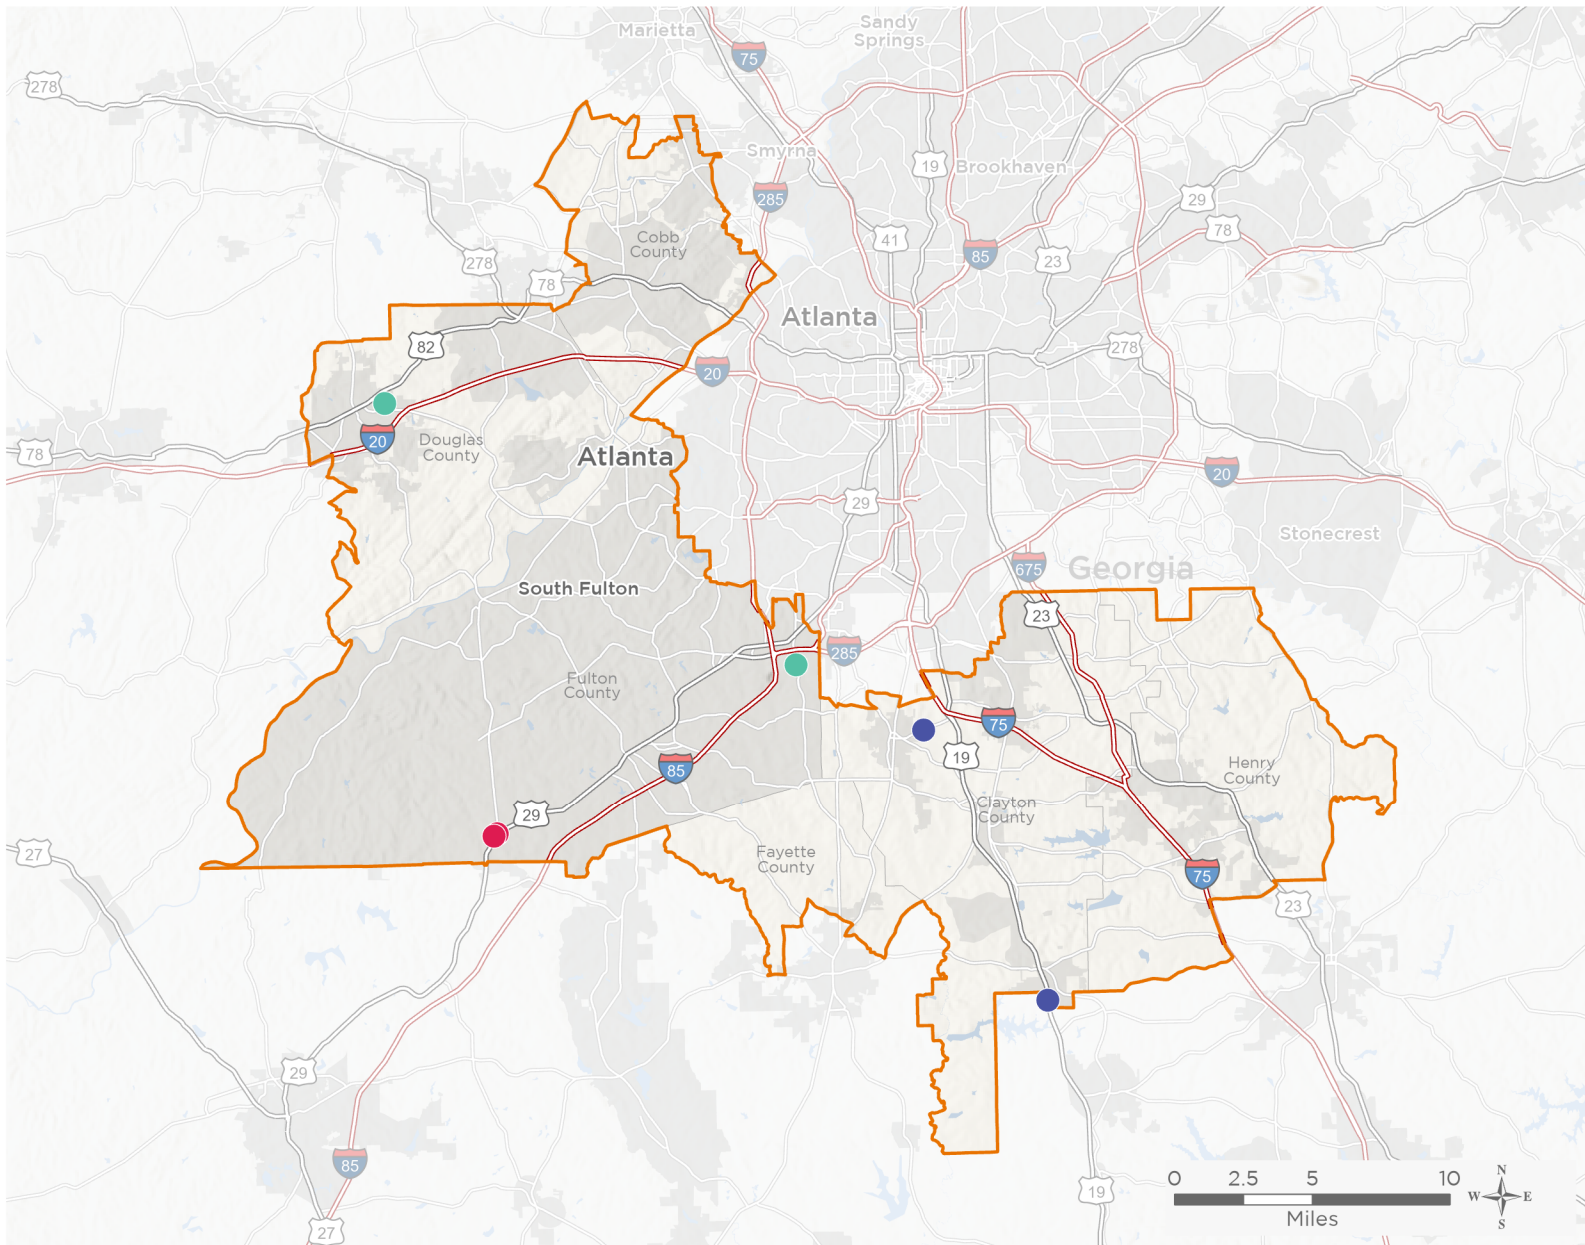 Marietta
Sandy
Springs
75
278
Smyrna
19
Brookhaven
285
29
78
Cobb
County
41
85
23
278
78
Atlanta
82
278
20
20
Douglas
County
78
Atlanta
20
29
Stonecrest
675
Georgia
South Fulton
23
285
Fulton
County
75
19
85
Henry
County
29
Clayton
County
27
Fayette
County
75
23
29
85
19
27
0
2.5
5
10
Miles
N
W
E
S